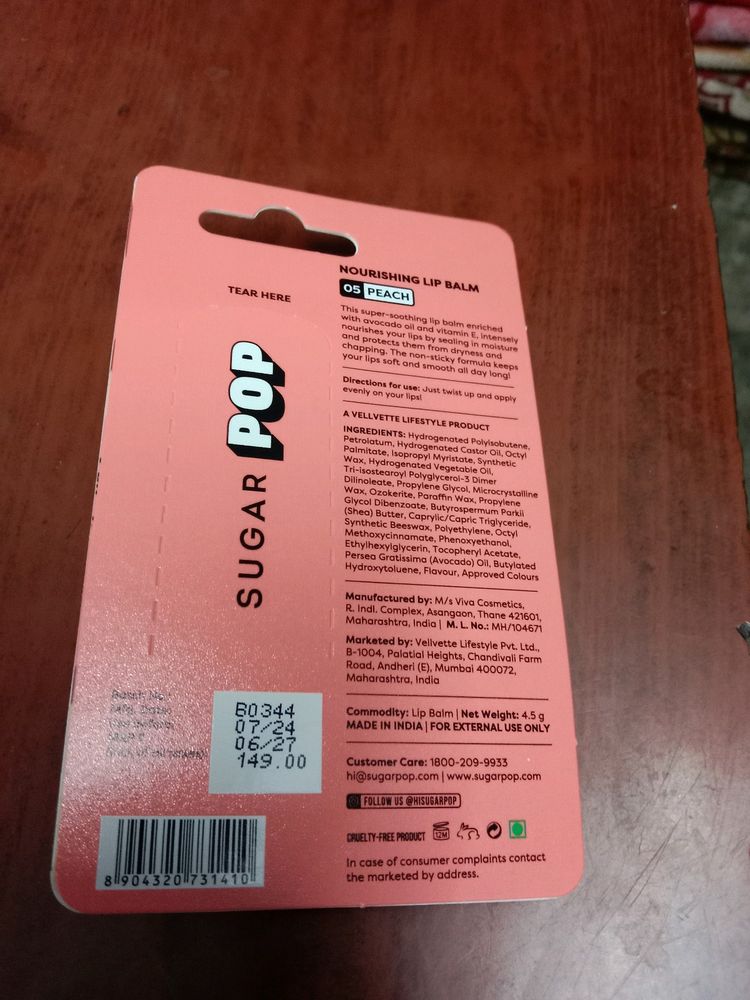 TEAR HERE
SUGAR POP
NOURISHING LIP BALM
05 PEACH
This super-soothing lip balm enriched
with avocado oil and vitamin E, intensely
nourishes your lips by sealing in moisture
and protects them from dryness and
chapping. The non-sticky formula keeps
your lips soft and smooth all day long!
Directions for use: Just twist up and apply
evenly on your lips!
A VELLVETTE LIFESTYLE PRODUCT
INGREDIENTS: Hydrogenated Polyisobutene,
Petrolatum, Hydrogenated Castor Oil, Octyl
Palmitate, Isopropyl Myristate, Synthetic
Wax, Hydrogenated Vegetable Oil,
Tri-isostearoyl Polyglycerol-3 Dimer
Dilinoleate, Propylene Glycol, Microcrystalline
Wax, Ozokerite, Paraffin Wax, Propylene
Glycol Dibenzoate, Butyrospermum Parkii
(Shea) Butter, Caprylic/Capric Triglyceride,
Synthetic Beeswax, Polyethylene, Octyl
Methoxycinnamate, Phenoxyethanol,
Ethylhexylglycerin, Tocopheryl Acetate,
Persea Gratissima (Avocado) Oil, Butylated
Hydroxytoluene, Flavour, Approved Colours
Manufactured by: M/s Viva Cosmetics,
R. Indl. Complex, Asangaon, Thane 421601,
Maharashtra, India | M. L. No.: MH/104671
Marketed by: Vellvette Lifestyle Pvt. Ltd.,
B-1004, Palatial Heights, Chandivali Farm
Road, Andheri (E), Mumbai 400072,
Maharashtra, India
Commodity: Lip Balm | Net Weight: 4.5 g
MADE IN INDIA | FOR EXTERNAL USE ONLY
Customer Care: 1800-209-9933
hi@sugarpop.com | www.sugarpop.com
FOLLOW US @HISUGARPOP
CRUELTY-FREE PRODUCT 12M
In case of consumer complaints contact
the marketed by address.
Batch No.:
Mfg. Date:
Use before:
B0344
07/24
06/27
149.00
8 904320 731410